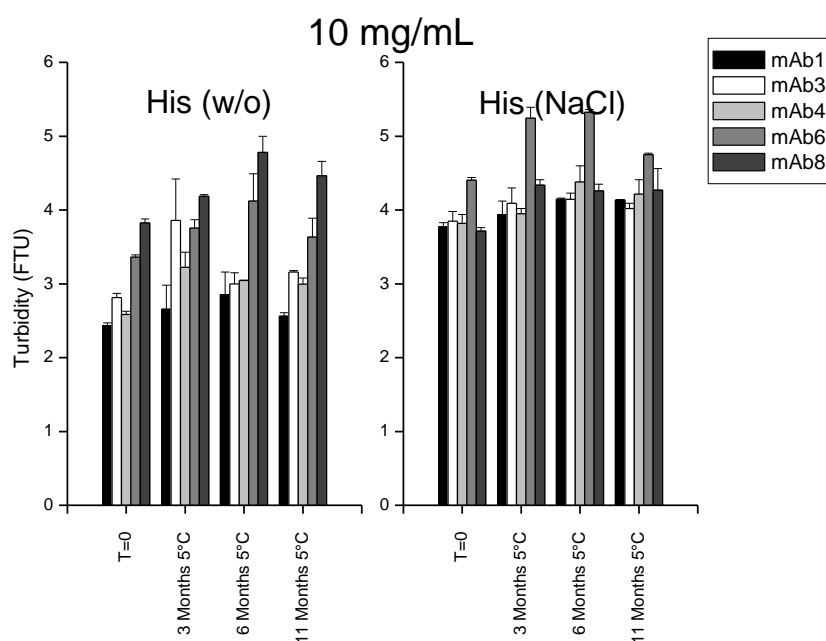 10 mg/mL
His (w/o)
His (NaCl)
mAb1
mAb3
mAb4
mAb6
mAb8
Turbidity (FTU)
6
5
4
3
2
1
0
T=0
3 Months 5°C
6 Months 5°C
11 Months 5°C
6
5
4
3
2
1
0
T=0
3 Months 5°C
6 Months 5°C
11 Months 5°C